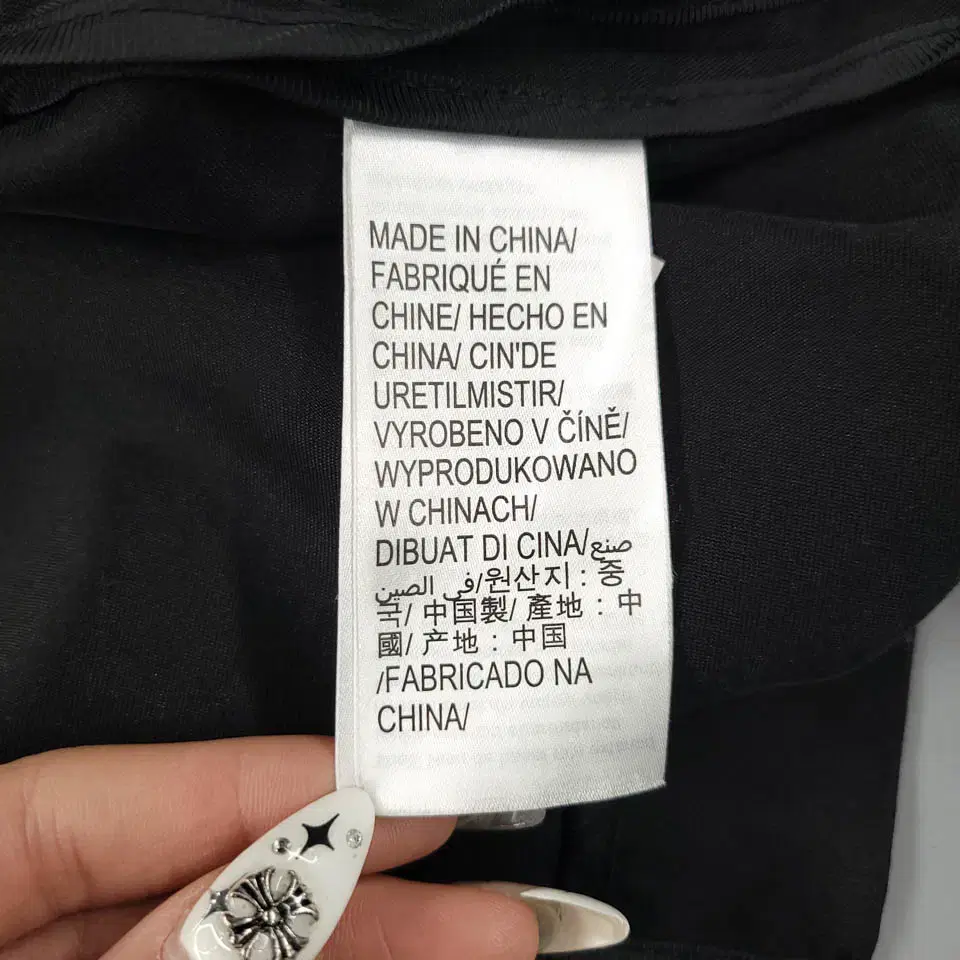 MADE IN CHINA/
FABRIQUÉ EN
CHINE/ HECHO EN
CHINA/ CIN'DE
URETILMISTIR/
VYROBENO V ČÍNĚ/
WYPRODUKOWANO
W CHINACH/
DIBUAT DI CINA/صنع
في الصين/원산지 : 중
국/ 中国製/ 產地 : 中
國/ 产地 : 中国
/FABRICADO NA
CHINA/